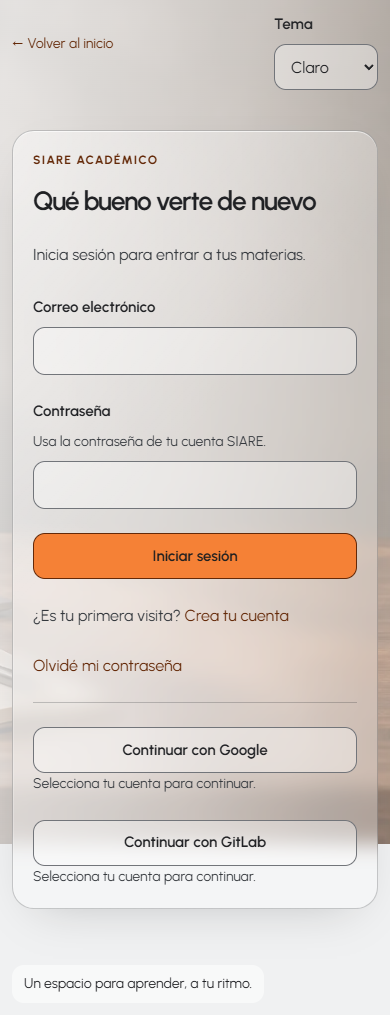 ← Volver al inicio
Tema
Claro
SIARE ACADÉMICO
Qué bueno verte de nuevo
Inicia sesión para entrar a tus materias.
Correo electrónico
Contraseña
Usa la contraseña de tu cuenta SIARE.
Iniciar sesión
¿Es tu primera visita? Crea tu cuenta
Olvidé mi contraseña
Continuar con Google
Selecciona tu cuenta para continuar.
Continuar con GitLab
Selecciona tu cuenta para continuar.
Un espacio para aprender, a tu ritmo.